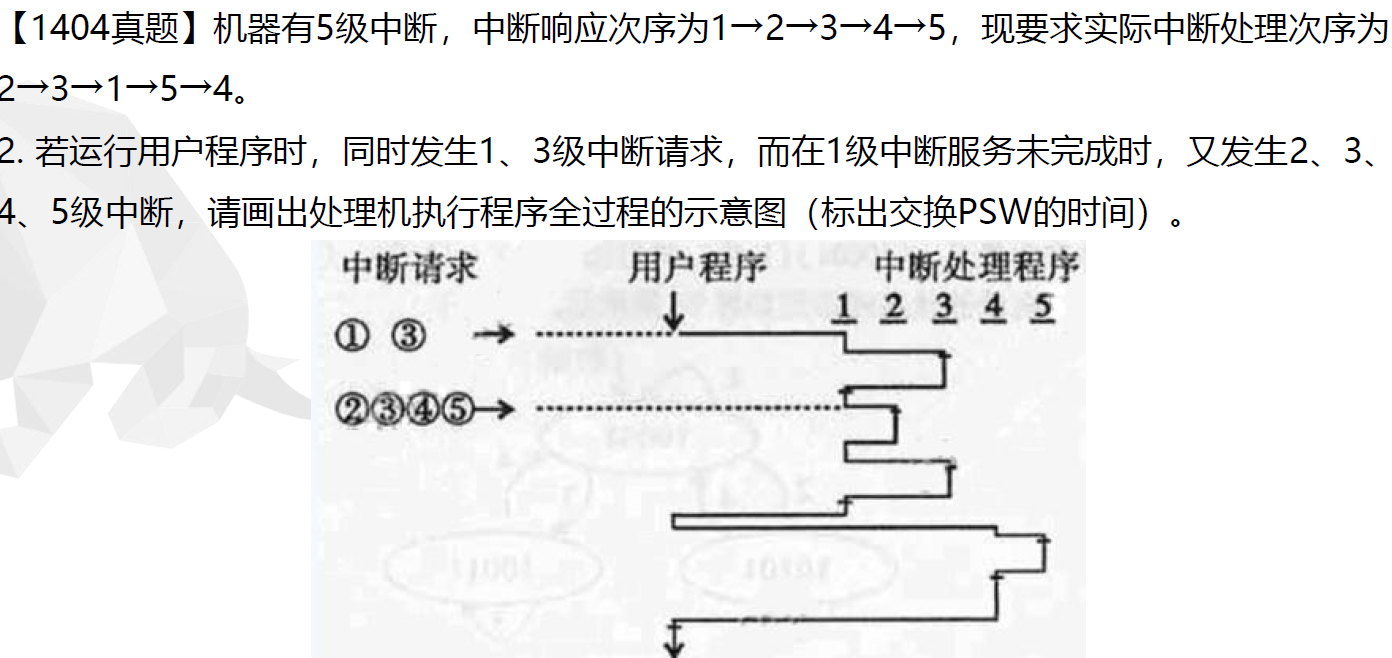 【1404真题】机器有5级中断，中断响应次序为1→2→3→4→5，现要求实际中断处理次序为
2→3→1→5→4。
2. 若运行用户程序时，同时发生1、3级中断请求，而在1级中断服务未完成时，又发生2、3、
4、5级中断，请画出处理机执行程序全过程的示意图（标出交换PSW的时间）。
中断请求 用户程序 中断处理程序
1 2 3 4 5
① ③
②③④⑤